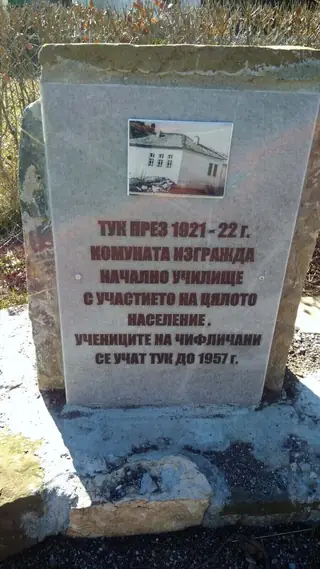 ТУК ПРЕЗ 1921 - 22 г.
КОМУНАТА ИЗГРАЖДА
НАЧАЛНО УЧИЛИЩЕ
С УЧАСТИЕТО НА ЦЯЛОТО
НАСЕЛЕНИЕ .
УЧЕНИЦИТЕ НА ЧИФЛИЧАНИ
СЕ УЧАТ ТУК ДО 1957 г.